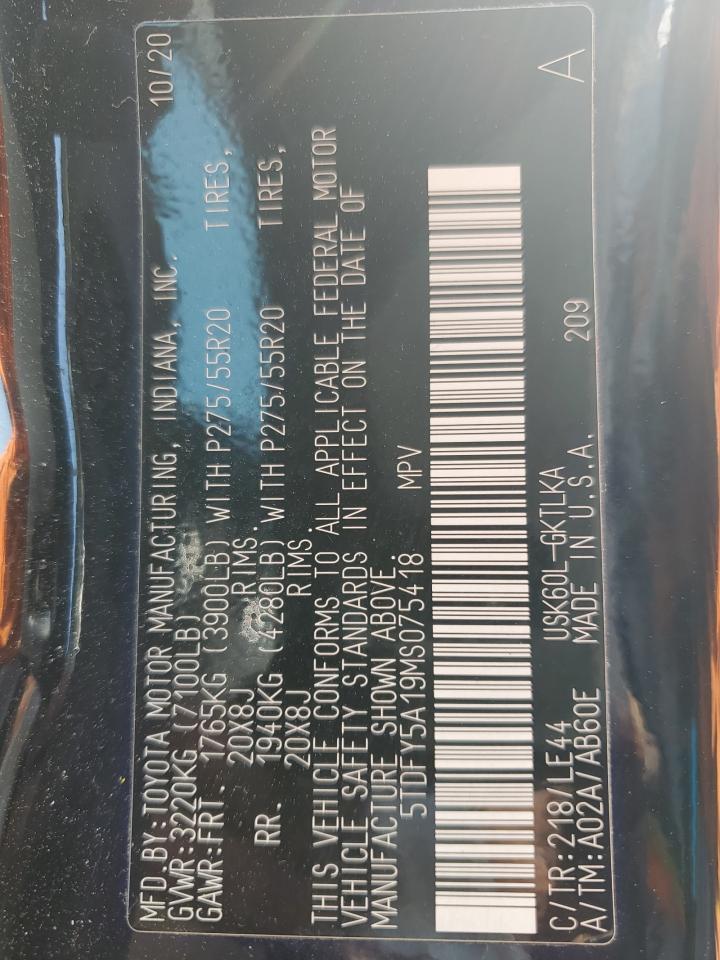 MFD.BY:TOYOTA MOTOR MANUFACTURING, INDIANA, INC. 10/20
GVWR:3220KG (7100LB)
GAWR:FRT. 1765KG (3900LB) WITH P275/55R20 TIRES,
20X8J RIMS.
RR. 1940KG (4280LB) WITH P275/55R20 TIRES,
20X8J RIMS.
THIS VEHICLE CONFORMS TO ALL APPLICABLE FEDERAL MOTOR
VEHICLE SAFETY STANDARDS IN EFFECT ON THE DATE OF
MANUFACTURE SHOWN ABOVE.
5TDFY5A19MS075418 MPV
C/TR:218/LE44 USK60L-GKTLKA A
A/TM:A02A/AB60E MADE IN U.S.A. 209